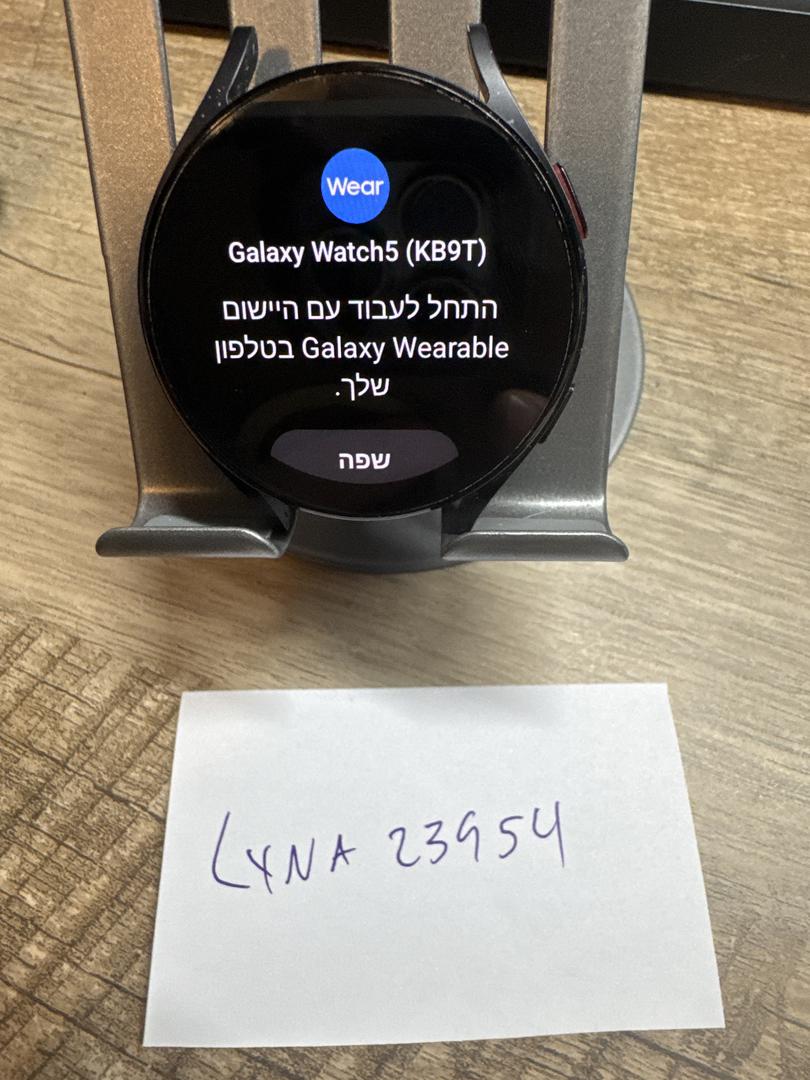 Wear
Galaxy Watch5 (KB9T)
התחל לעבוד עם היישום
Galaxy Wearable בטלפון
שלך.
שפה
LYNA 23954